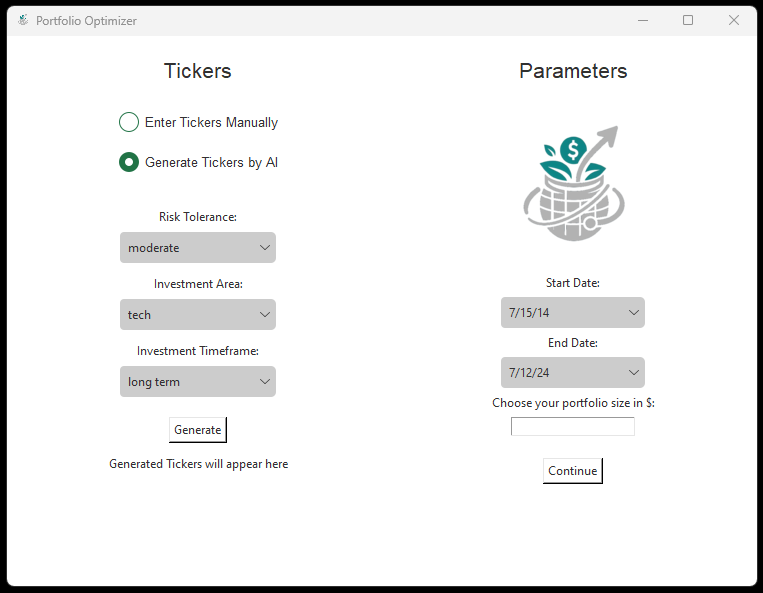 Portfolio Optimizer
Tickers
Enter Tickers Manually
Generate Tickers by AI
Risk Tolerance:
moderate
Investment Area:
tech
Investment Timeframe:
long term
Generate
Generated Tickers will appear here
Parameters
$
Start Date:
7/15/14
End Date:
7/12/24
Choose your portfolio size in $:
Continue